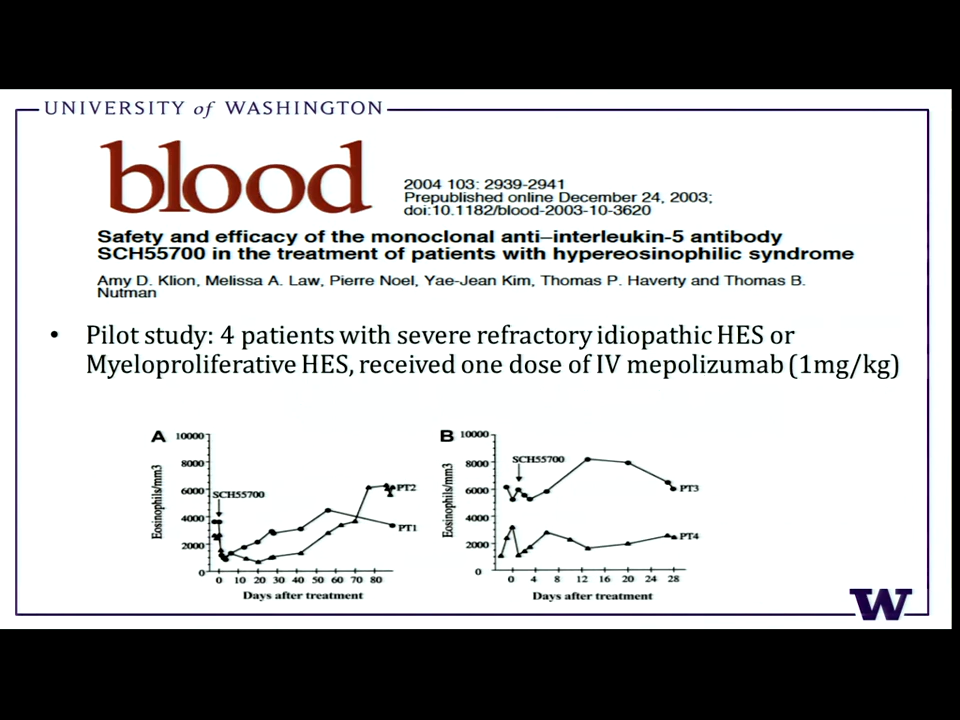 UNIVERSITY of WASHINGTON
blood
2004 103: 2939-2941
Prepublished online December 24, 2003;
doi:10.1182/blood-2003-10-3620
Safety and efficacy of the monoclonal anti–interleukin-5 antibody
SCH55700 in the treatment of patients with hypereosinophilic syndrome
Amy D. Klion, Melissa A. Law, Pierre Noel, Yae-Jean Kim, Thomas P. Haverty and Thomas B.
Nutman
• Pilot study: 4 patients with severe refractory idiopathic HES or
Myeloproliferative HES, received one dose of IV mepolizumab (1mg/kg)
A
10000
8000
6000
4000
2000
0
Eosinophils/mm3
SCH55700
PT2
PT1
0 10 20 30 40 50 60 70 80
Days after treatment
B
10000
8000
6000
4000
2000
0
Eosinophils/mm3
SCH55700
PT3
PT4
0 4 8 12 16 20 24 28
Days after treatment
W